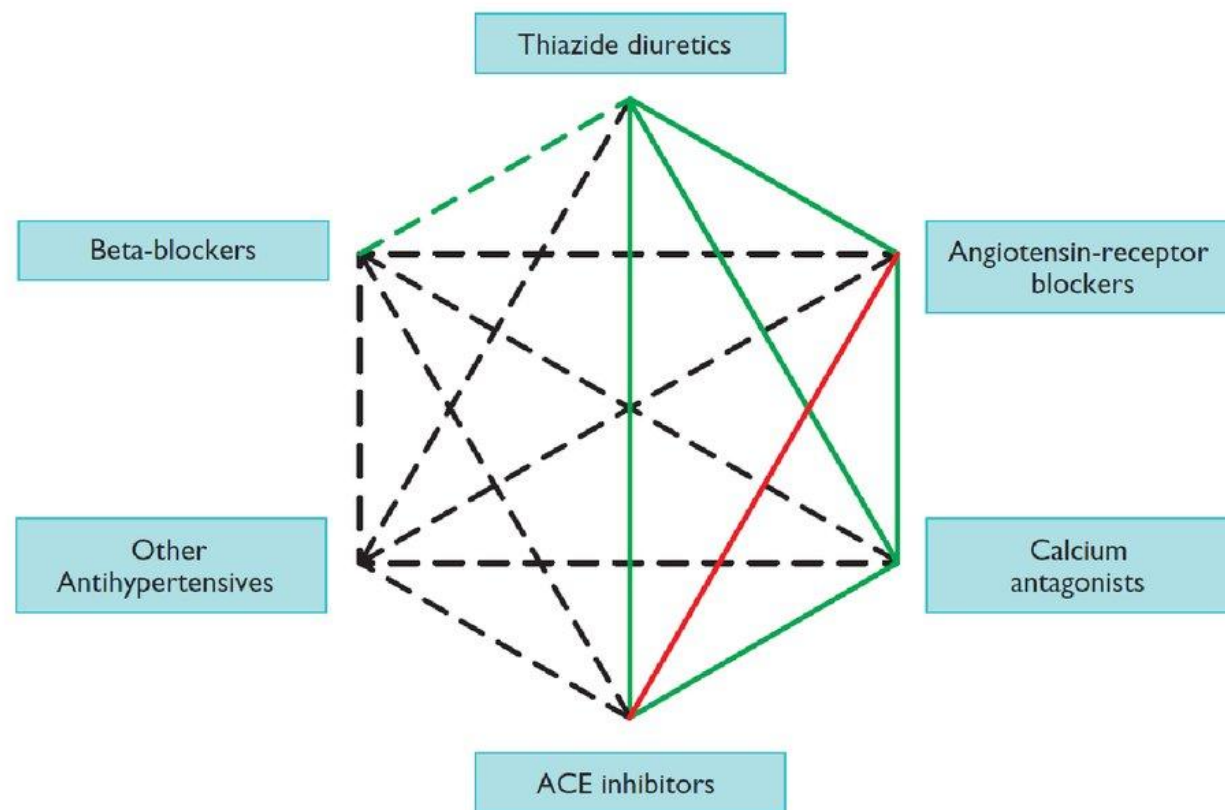 Thiazide diuretics
Beta-blockers
Angiotensin-receptor
blockers
Other
Antihypertensives
Calcium
antagonists
ACE inhibitors